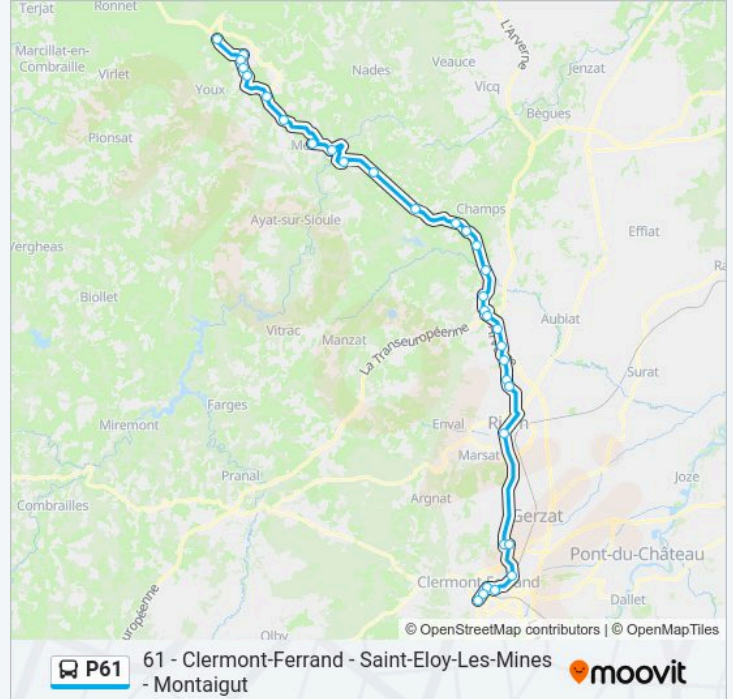 Terjat
Ronnet
Marcillat-en-
Combraille
Virlet
Youx
Nades
Veauce
L'Arverne
Vicq
Jenzat
Bègues
Pionsat
Ayat-sur-Sioule
Champs
Effiat
Vergheas
Biollet
Vitrac
Manzat
La Transeuropéenne
Aubiat
Surat
Farges
Miremont
Enval
Marsat
Pranal
Argnat
Joze
Combrailles
Gerzat
Pont-du-Château
Clermont-Ferrand
Dallet
Olby
© OpenStreetMap contributors | © OpenMapTiles
P61
61 - Clermont-Ferrand - Saint-Eloy-Les-Mines
- Montaigut
moovit